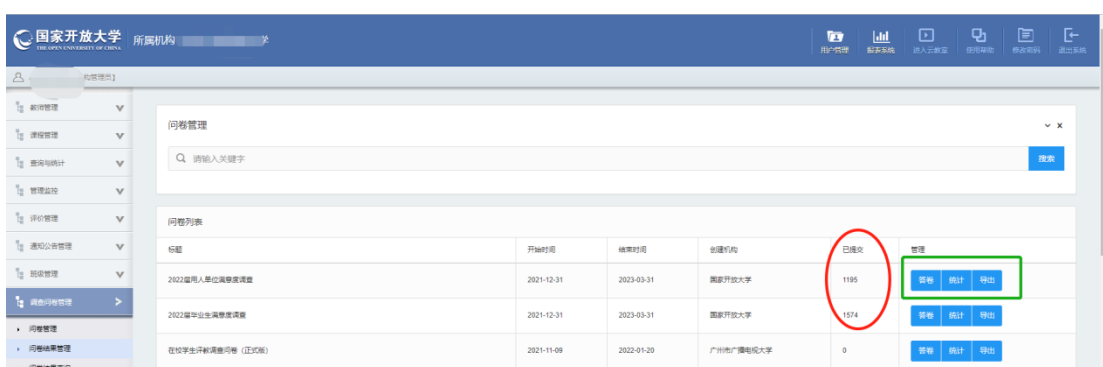 国家开放大学
THE OPEN UNIVERSITY OF CHINA
所属机构
用户管理 报表系统 进入云教室 使用帮助 修改密码 退出系统
构管理员】
教师管理
课程管理
查询与统计
管理监控
评价管理
通知公告管理
班级管理
调查问卷管理
问卷管理
问卷结果管理
问卷管理
请输入关键字 搜索
问卷列表
标题 开始时间 结束时间 创建机构 已提交 管理
2022届用人单位满意度调查 2021-12-31 2023-03-31 国家开放大学 1195 答卷 统计 导出
2022届毕业生满意度调查 2021-12-31 2023-03-31 国家开放大学 1574 答卷 统计 导出
在校学生评教调查问卷（正式版） 2021-11-09 2022-01-20 广州市广播电视大学 0 答卷 统计 导出